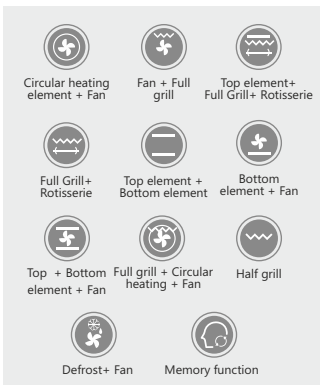 Circular heating
element + Fan
Fan + Full
grill
Top element+
Full Grill+ Rotisserie
Full Grill+
Rotisserie
Top element +
Bottom element
Bottom
element + Fan
Top + Bottom
element + Fan
Full grill + Circular
heating + Fan
Half grill
Defrost+ Fan
Memory function